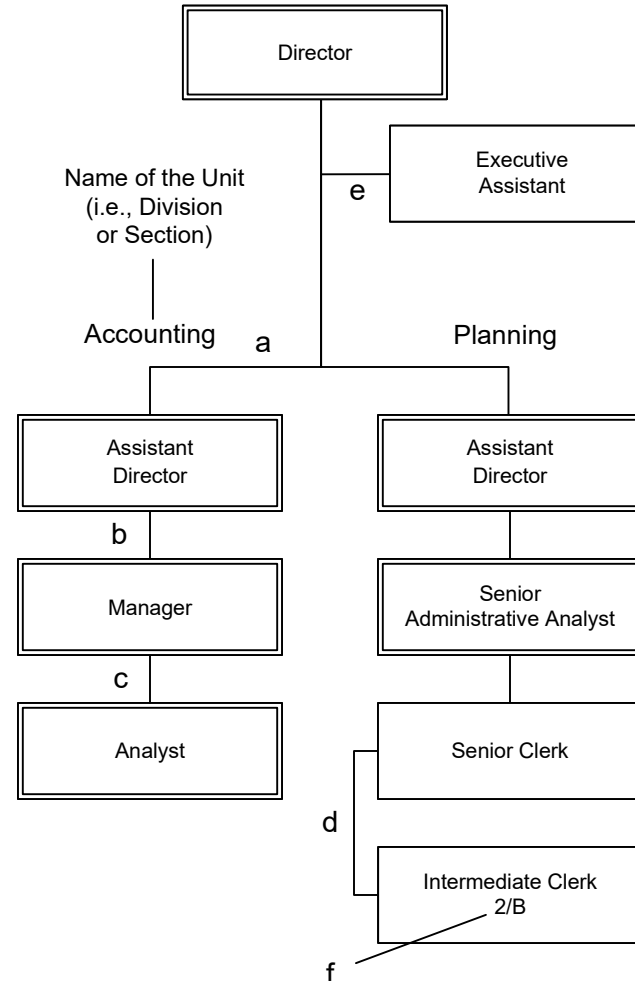 Director
Executive
Assistant
e
Name of the Unit
(i.e., Division
or Section)
Accounting
a
Planning
Assistant
Director
Assistant
Director
b
Manager
Senior
Administrative Analyst
c
Analyst
Senior Clerk
d
Intermediate Clerk
2/B
f